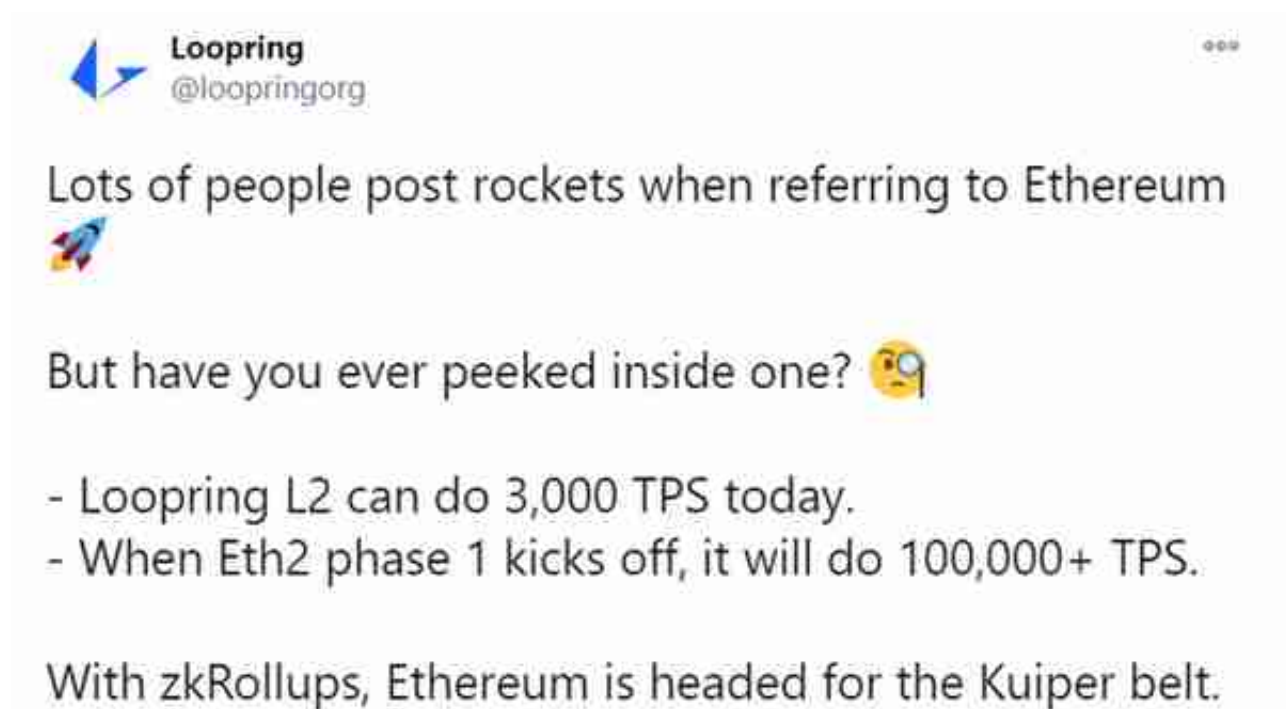 Loopring
@loopringorg
Lots of people post rockets when referring to Ethereum
🚀
But have you ever peeked inside one? 🧐
- Loopring L2 can do 3,000 TPS today.
- When Eth2 phase 1 kicks off, it will do 100,000+ TPS.
With zkRollups, Ethereum is headed for the Kuiper belt.